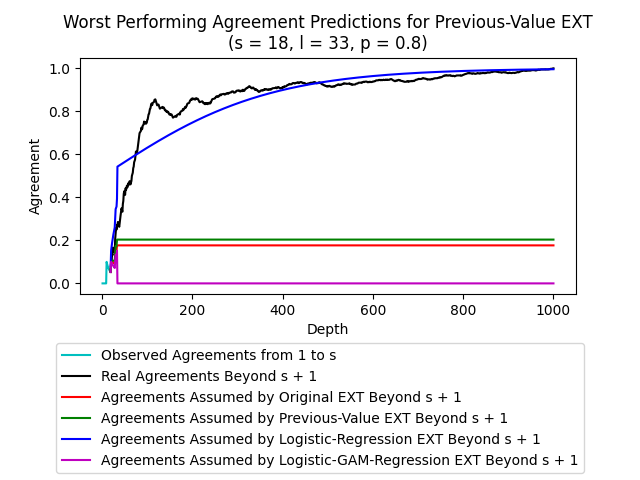 Worst Performing Agreement Predictions for Previous-Value EXT
(s = 18, l = 33, p = 0.8)
1.0
0.8
0.6
0.4
0.2
0.0
Agreement
0 200 400 600 800 1000
Depth
Observed Agreements from 1 to s
Real Agreements Beyond s + 1
Agreements Assumed by Original EXT Beyond s + 1
Agreements Assumed by Previous-Value EXT Beyond s + 1
Agreements Assumed by Logistic-Regression EXT Beyond s + 1
Agreements Assumed by Logistic-GAM-Regression EXT Beyond s + 1